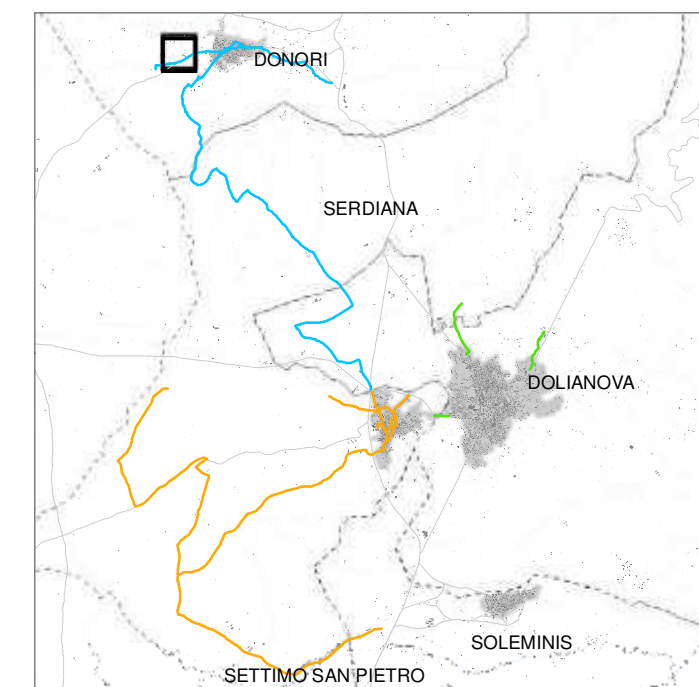 DONORI
SERDIANA
DOLIANOVA
SOLEMINIS
SETTIMO SAN PIETRO